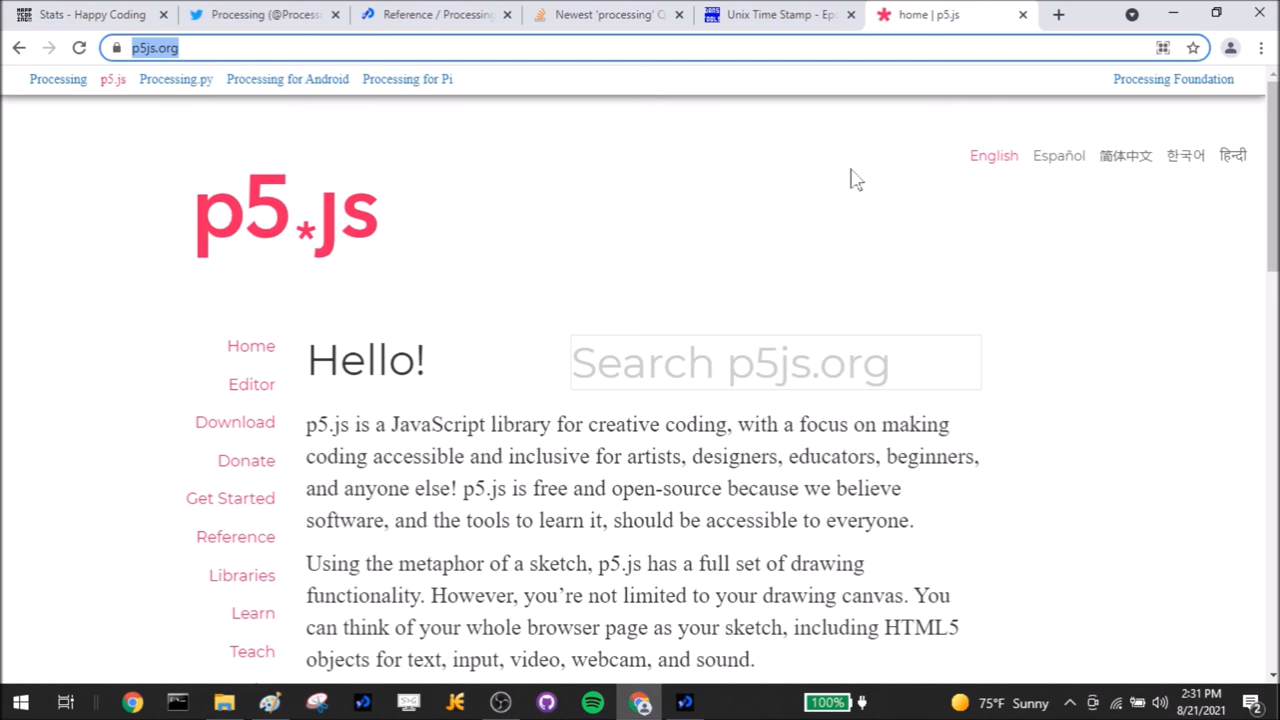 Stats - Happy Coding
Processing (@Process
Reference / Processing
Newest 'processing' Q
Unix Time Stamp - Epo
home | p5.js
p5js.org
Processing p5.js Processing.py Processing for Android Processing for Pi Processing Foundation
English Español 简体中文 한국어 हिन्दी
p5.js
Home
Editor
Download
Donate
Get Started
Reference
Libraries
Learn
Teach
Hello!
Search p5js.org
p5.js is a JavaScript library for creative coding, with a focus on making
coding accessible and inclusive for artists, designers, educators, beginners,
and anyone else! p5.js is free and open-source because we believe
software, and the tools to learn it, should be accessible to everyone.
Using the metaphor of a sketch, p5.js has a full set of drawing
functionality. However, you’re not limited to your drawing canvas. You
can think of your whole browser page as your sketch, including HTML5
objects for text, input, video, webcam, and sound.
100%
75°F Sunny
2:31 PM
8/21/2021
2